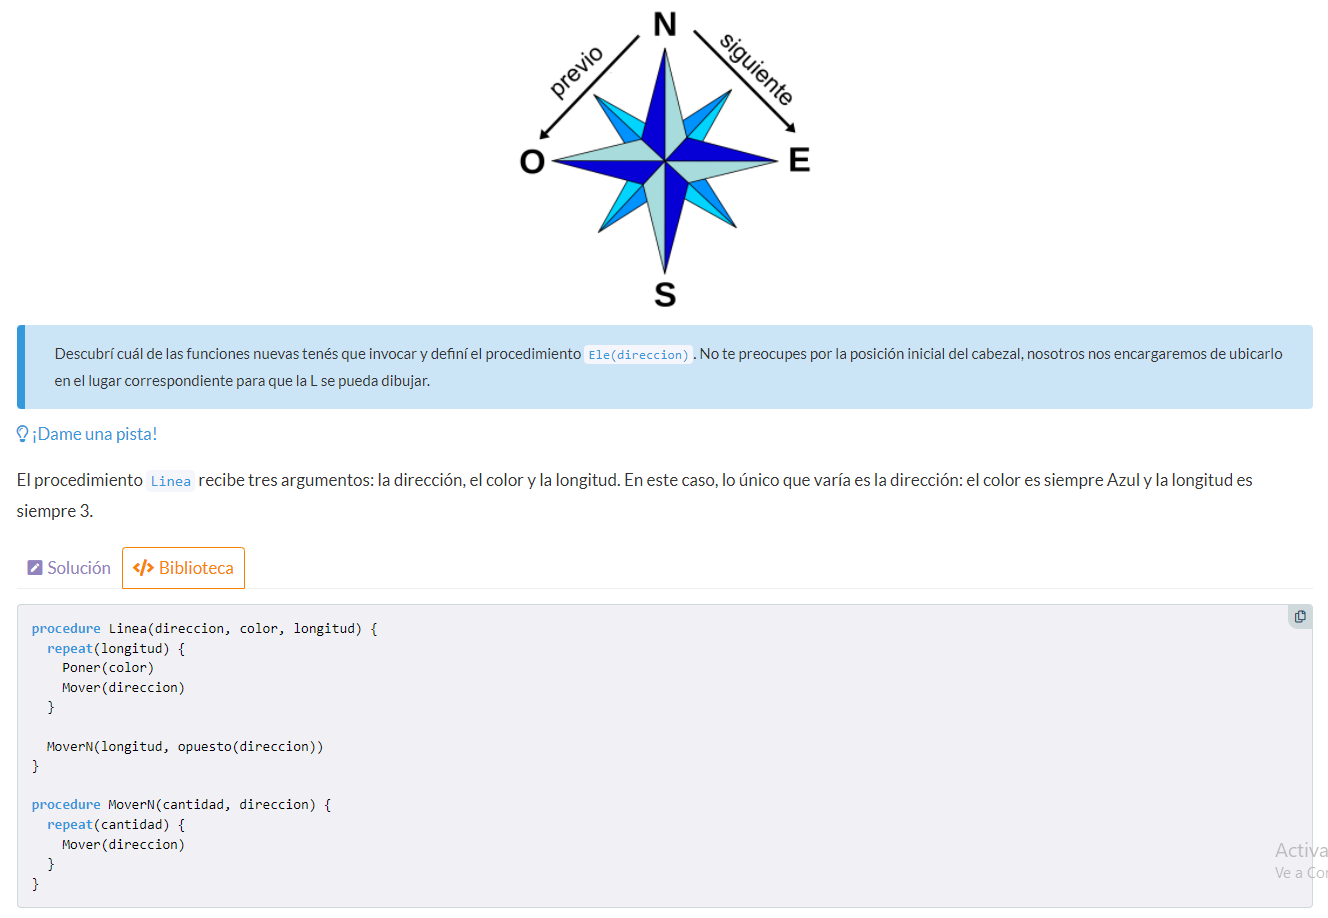 N
previo
siguiente
O
E
S
Descubrí cuál de las funciones nuevas tenés que invocar y definí el procedimiento Ele(direccion). No te preocupes por la posición inicial del cabezal, nosotros nos encargaremos de ubicarlo
en el lugar correspondiente para que la L se pueda dibujar.
¡Dame una pista!
El procedimiento Linea recibe tres argumentos: la dirección, el color y la longitud. En este caso, lo único que varía es la dirección: el color es siempre Azul y la longitud es
siempre 3.
Solución
</> Biblioteca
procedure Linea(direccion, color, longitud) {
  repeat(longitud) {
    Poner(color)
    Mover(direccion)
  }

  MoverN(longitud, opuesto(direccion))
}

procedure MoverN(cantidad, direccion) {
  repeat(cantidad) {
    Mover(direccion)
  }
}
Activa
Ve a Con